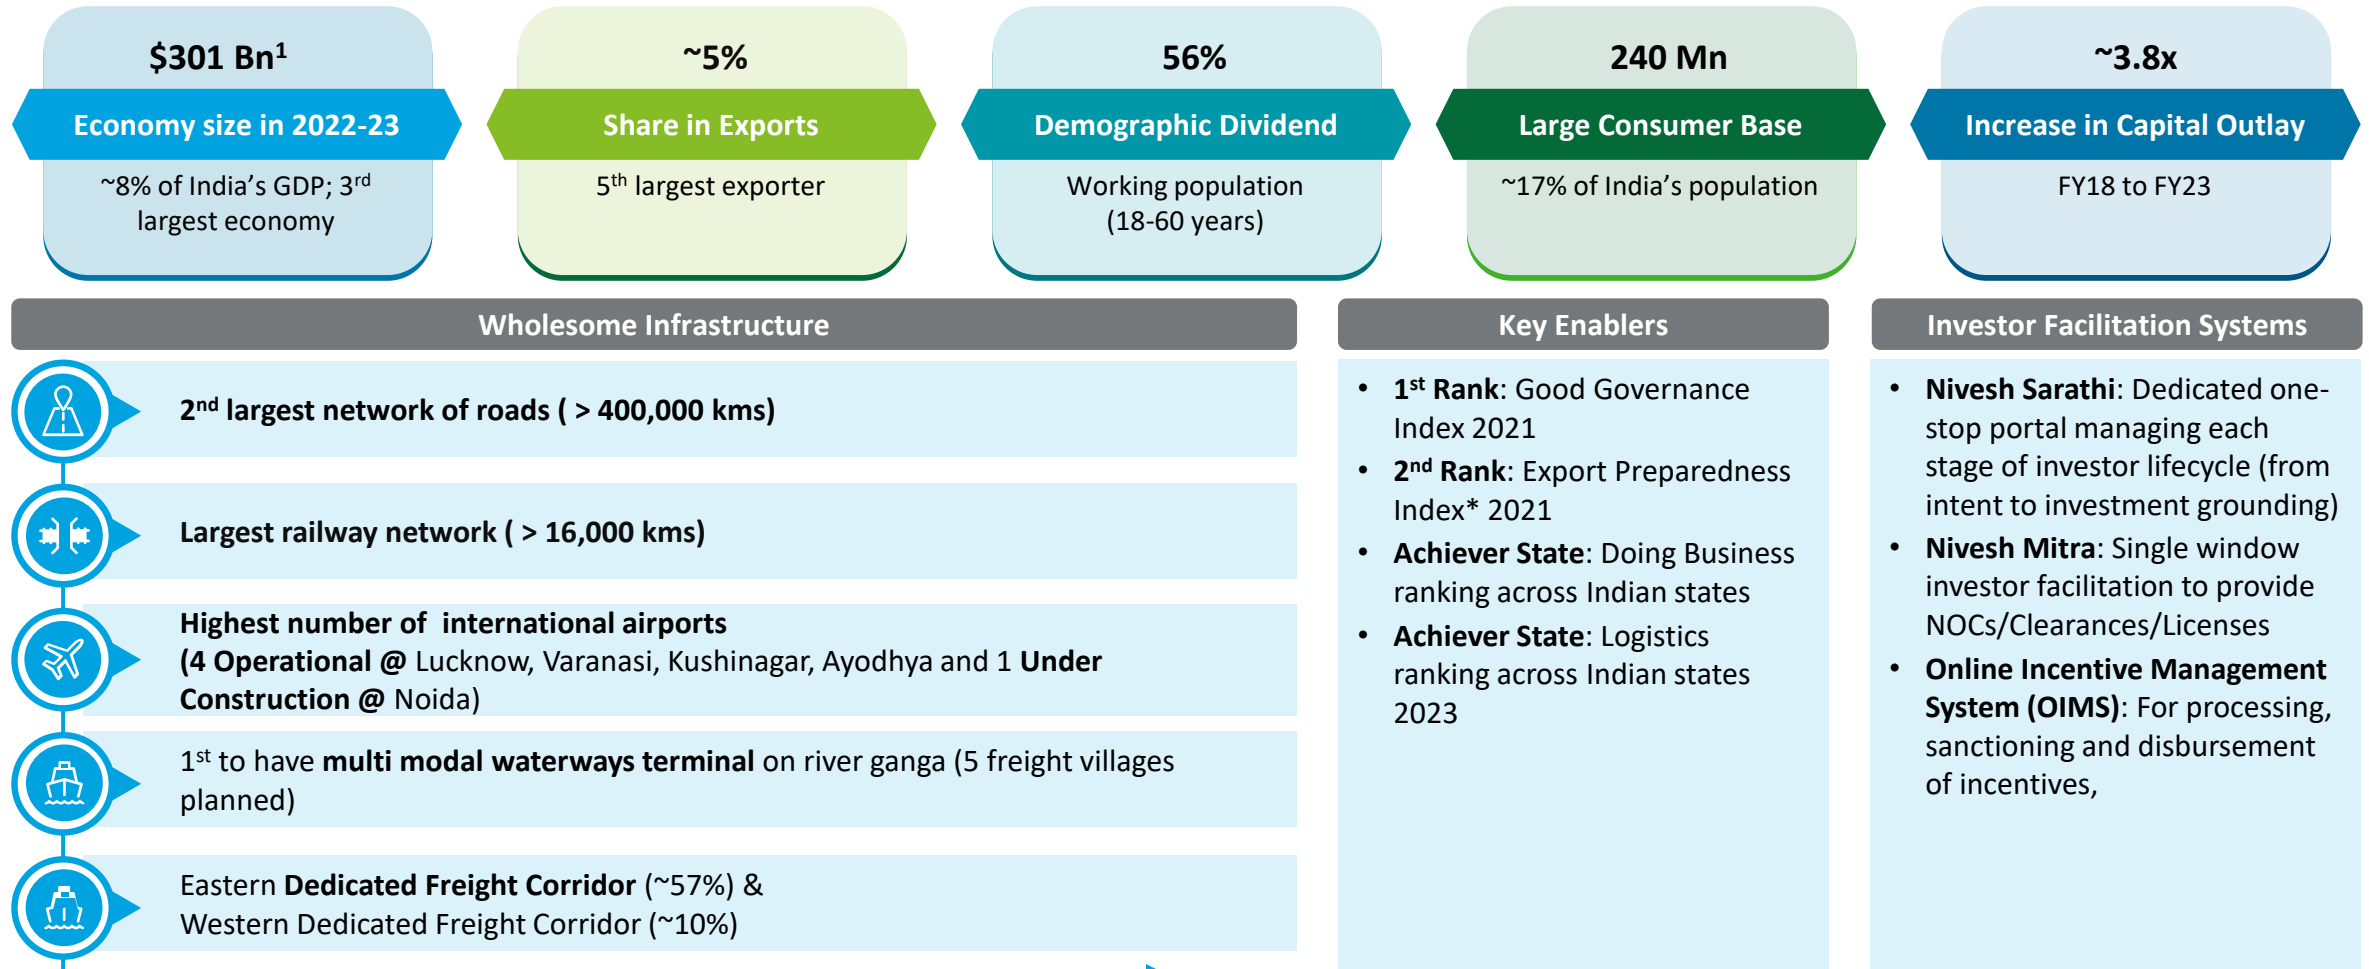 $301 Bn¹
Economy size in 2022-23
~8% of India’s GDP; 3rd
largest economy
~5%
Share in Exports
5th largest exporter
56%
Demographic Dividend
Working population
(18-60 years)
240 Mn
Large Consumer Base
~17% of India’s population
~3.8x
Increase in Capital Outlay
FY18 to FY23
Wholesome Infrastructure
2nd largest network of roads ( > 400,000 kms)
Largest railway network ( > 16,000 kms)
Highest number of  international airports
(4 Operational @ Lucknow, Varanasi, Kushinagar, Ayodhya and 1 Under
Construction @ Noida)
1st to have multi modal waterways terminal on river ganga (5 freight villages
planned)
Eastern Dedicated Freight Corridor (~57%) &
Western Dedicated Freight Corridor (~10%)
Key Enablers
• 1st Rank: Good Governance
Index 2021
• 2nd Rank: Export Preparedness
Index* 2021
• Achiever State: Doing Business
ranking across Indian states
• Achiever State: Logistics
ranking across Indian states
2023
Investor Facilitation Systems
• Nivesh Sarathi: Dedicated one-
stop portal managing each
stage of investor lifecycle (from
intent to investment grounding)
• Nivesh Mitra: Single window
investor facilitation to provide
NOCs/Clearances/Licenses
• Online Incentive Management
System (OIMS): For processing,
sanctioning and disbursement
of incentives,